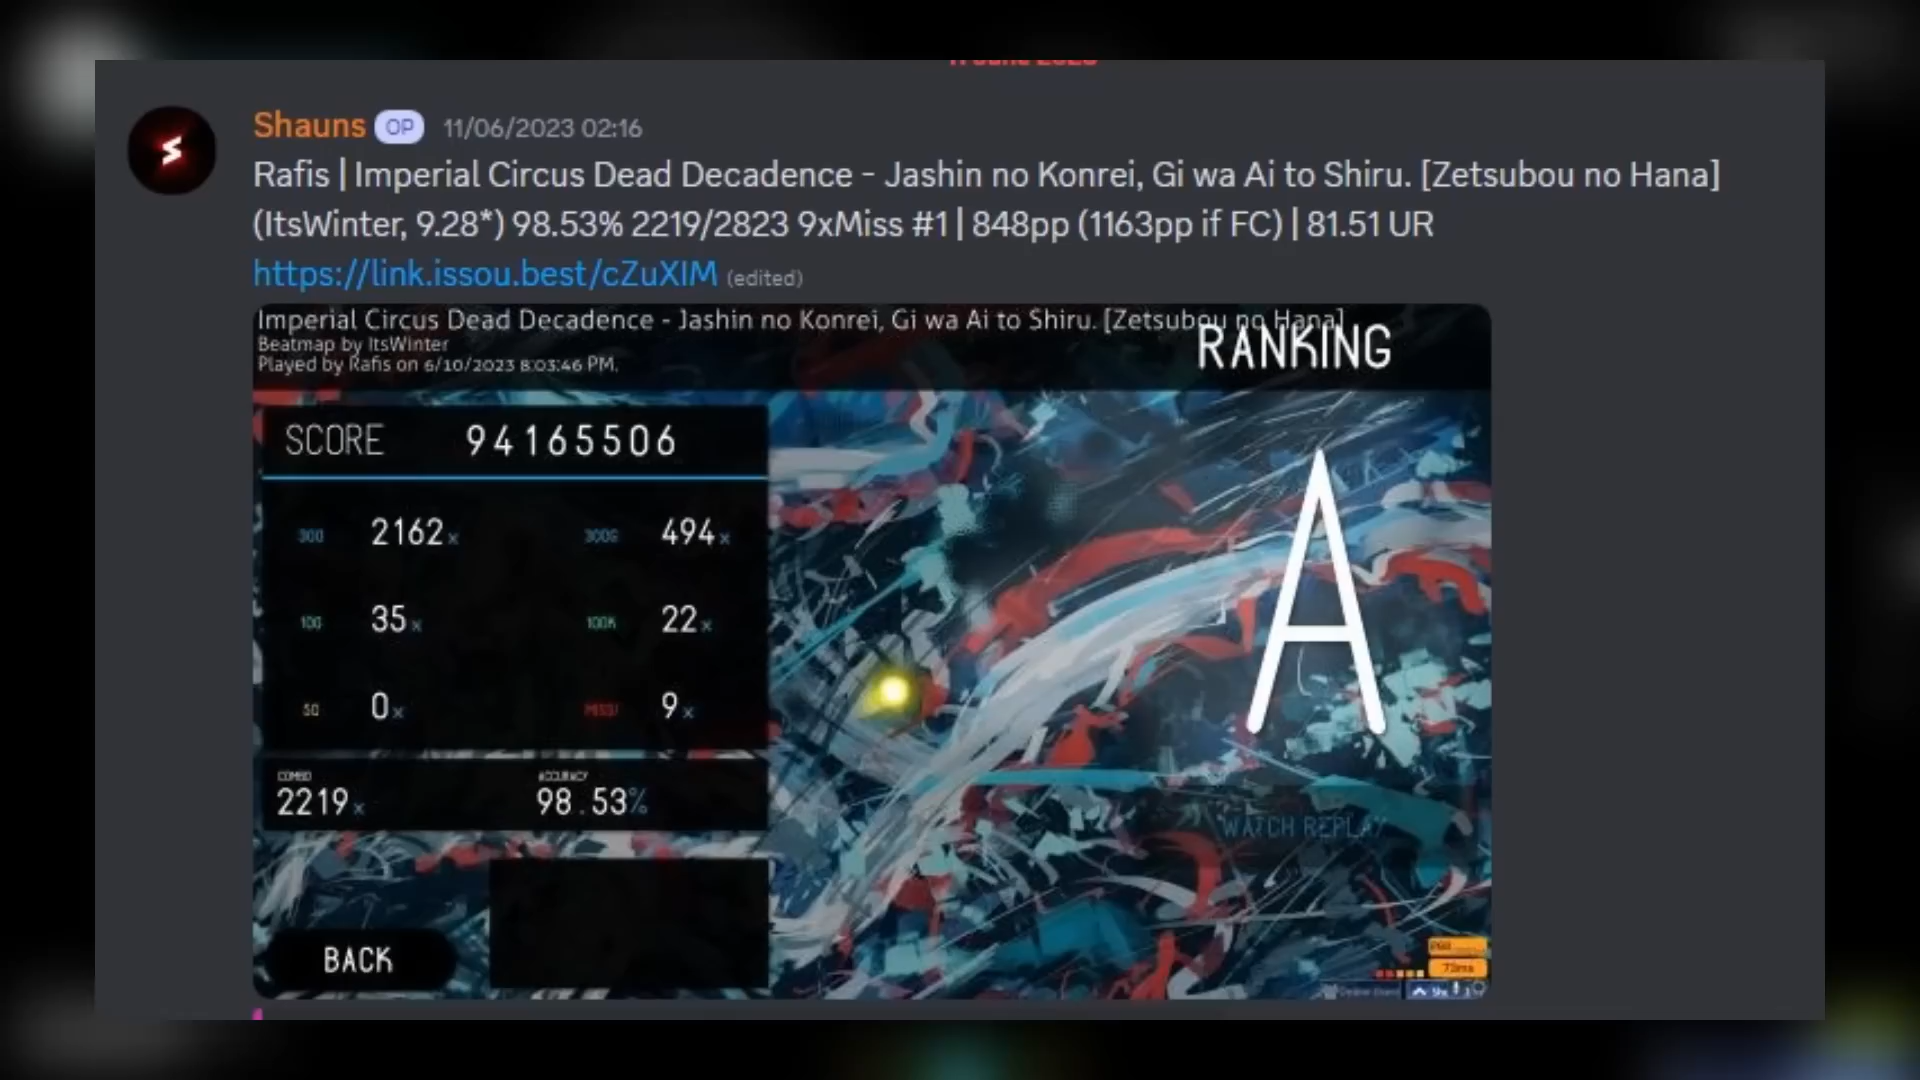 Shauns OP 11/06/2023 02:16
Rafis | Imperial Circus Dead Decadence - Jashin no Konrei, Gi wa Ai to Shiru. [Zetsubou no Hana]
(ItsWinter, 9.28*) 98.53% 2219/2823 9xMiss #1 | 848pp (1163pp if FC) | 81.51 UR
https://link.issou.best/cZuXIM (edited)
Imperial Circus Dead Decadence - Jashin no Konrei, Gi wa Ai to Shiru. [Zetsubou no Hana]
Beatmap by ItsWinter
Played by Rafis on 6/10/2023 8:03:46 PM.
RANKING
SCORE 94165506
300 2162x 300G 494x
100 35x 100K 22x
50 0x MISS! 9x
A
COMBO ACCURACY
2219x 98.53%
WATCH REPLAY
BACK